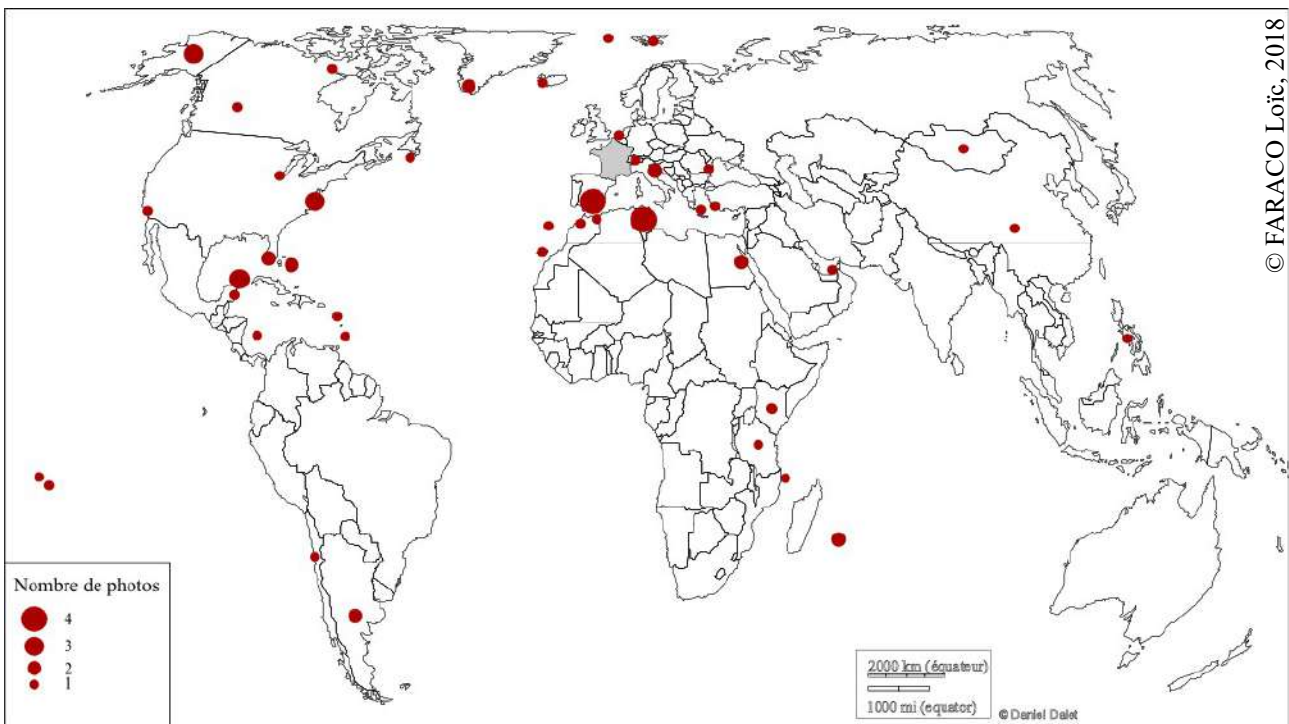 © FARACO Loïc, 2018
Nombre de photos
4
3
2
1
2000 km (équateur)
1000 mi (equator)
© Daniel Dalet